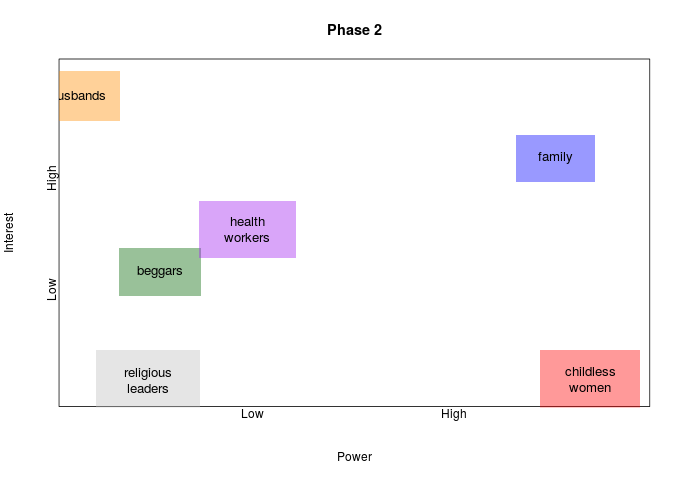 Phase 2
usbands
family
High
health
workers
Interest
beggars
Low
religious
leaders
childless
women
Low
High
Power